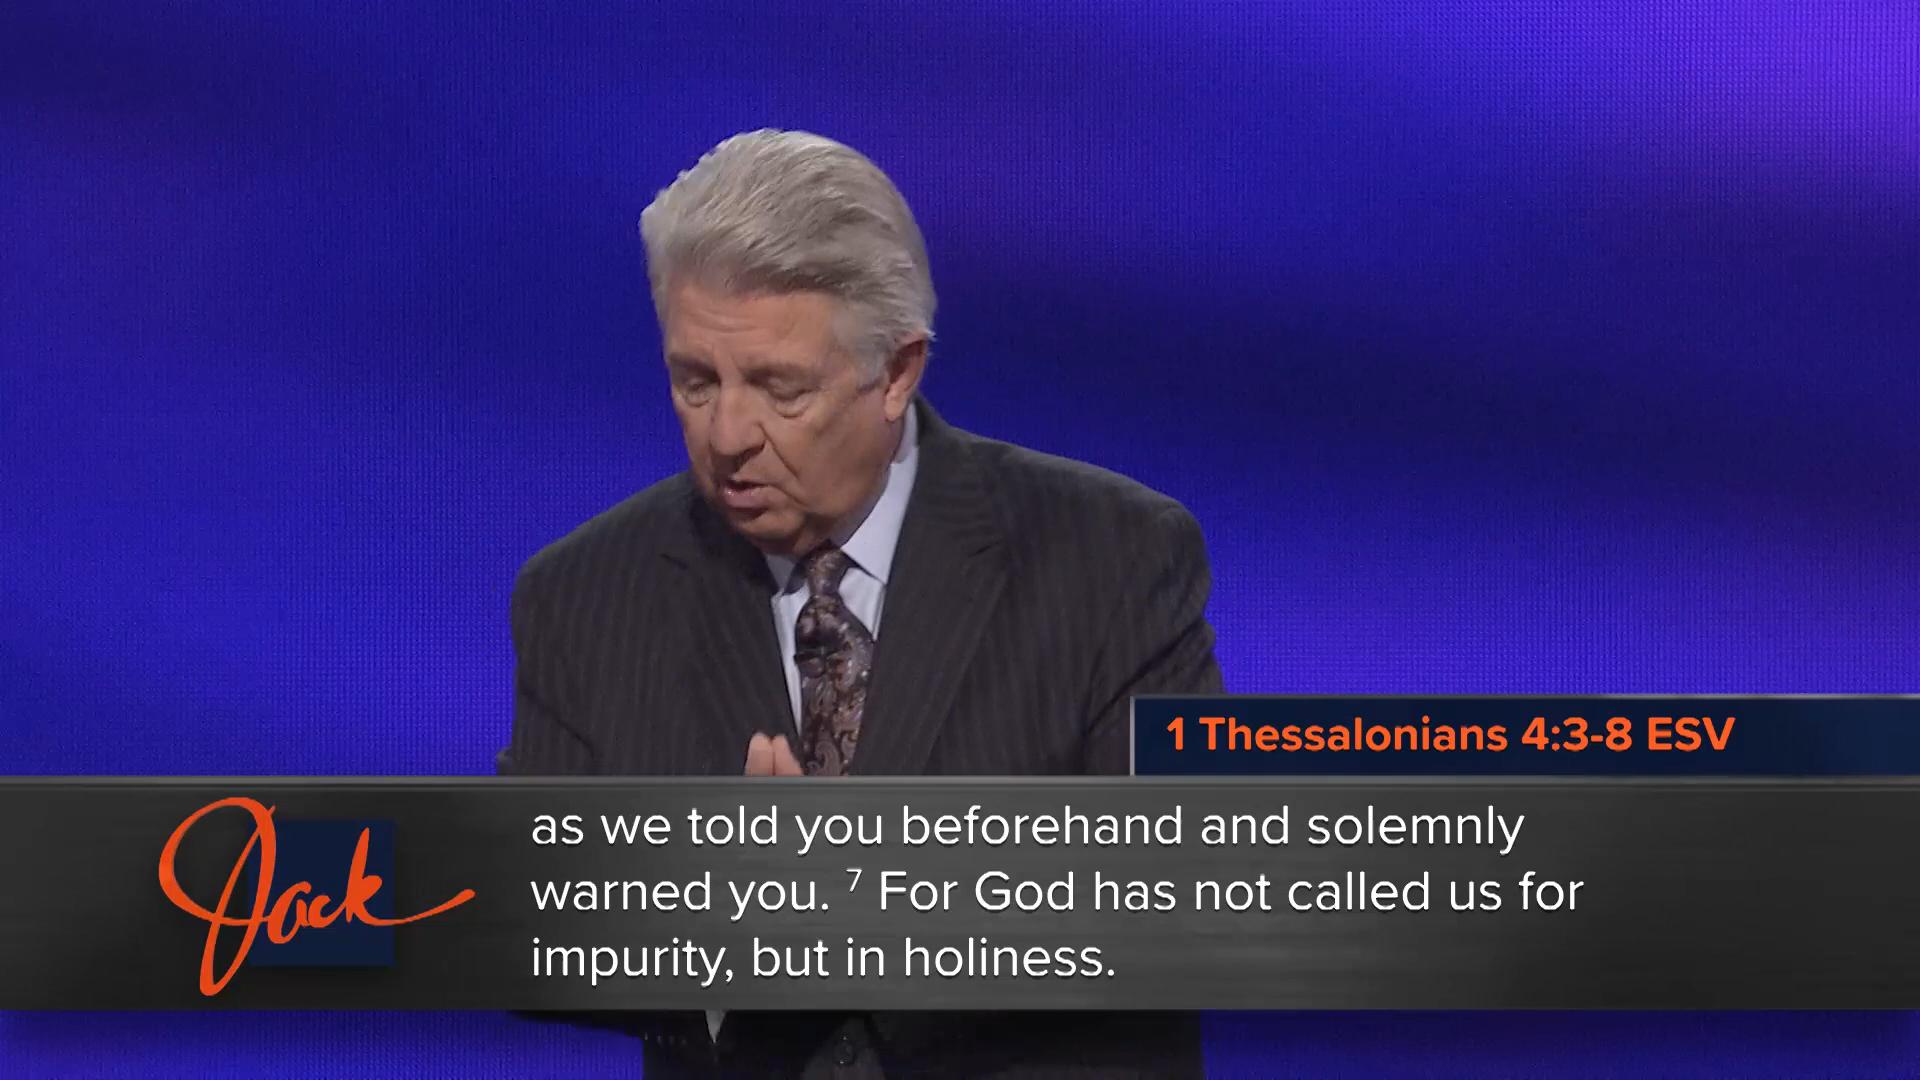 1 Thessalonians 4:3-8 ESV
Jack
as we told you beforehand and solemnly
warned you. ⁷ For God has not called us for
impurity, but in holiness.